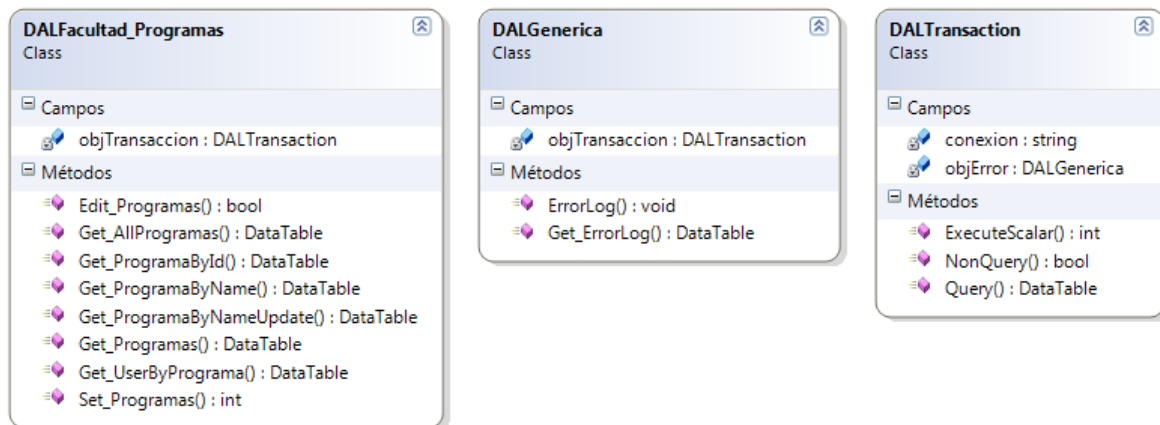 DALFacultad_Programas
Class
Campos
objTransaccion : DALTransaction
Métodos
Edit_Programas() : bool
Get_AllProgramas() : DataTable
Get_ProgramaById() : DataTable
Get_ProgramaByName() : DataTable
Get_ProgramaByNameUpdate() : DataTable
Get_Programas() : DataTable
Get_UserByPrograma() : DataTable
Set_Programas() : int
DALGenerica
Class
Campos
objTransaccion : DALTransaction
Métodos
ErrorLog() : void
Get_ErrorLog() : DataTable
DALTransaction
Class
Campos
conexion : string
objError : DALGenerica
Métodos
ExecuteScalar() : int
NonQuery() : bool
Query() : DataTable